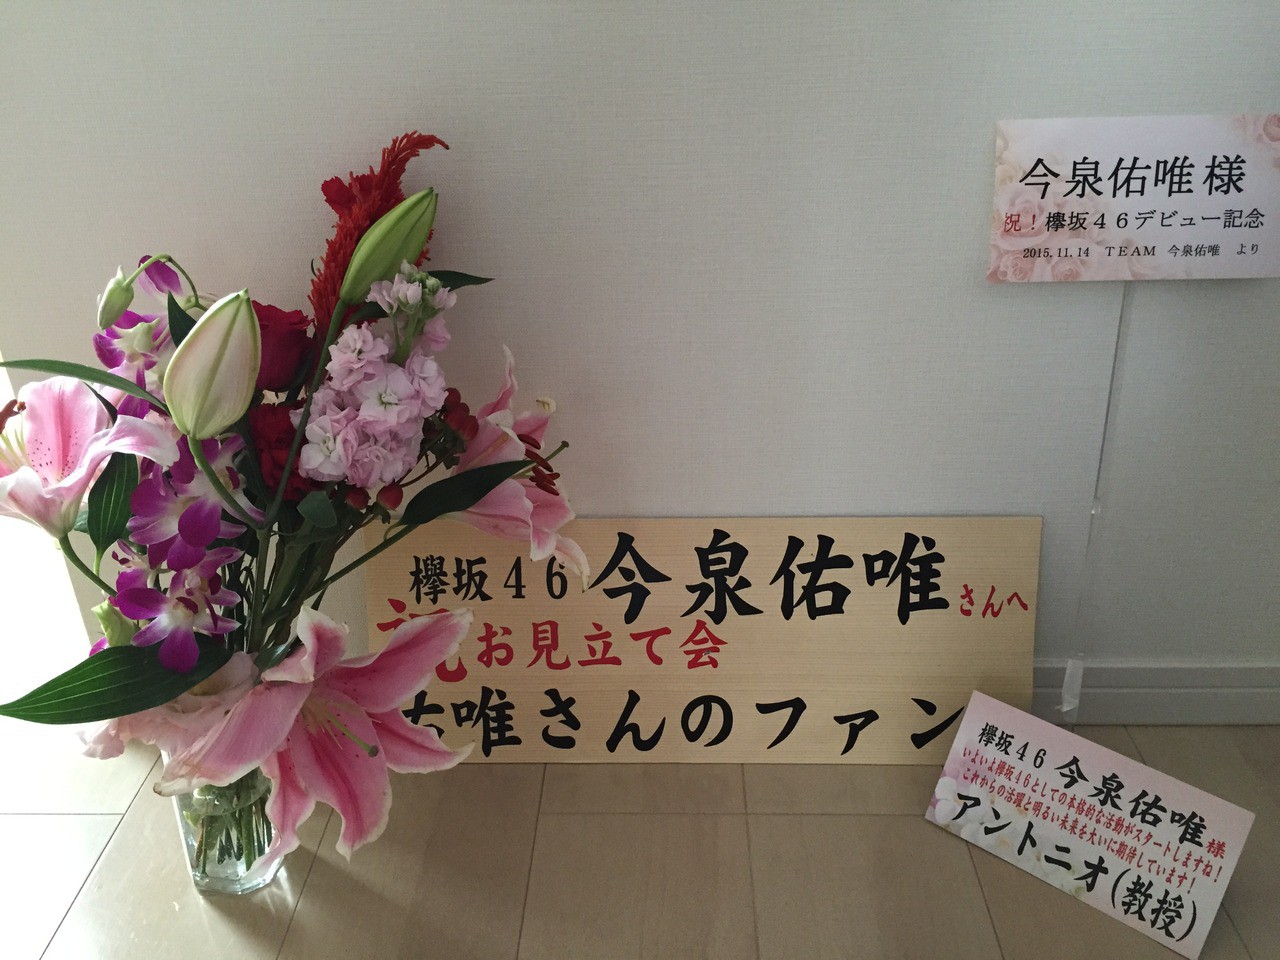 今泉佑唯様
祝！欅坂４６デビュー記念
2015.11.14 TEAM 今泉佑唯 より
欅坂４６ 今泉佑唯さんへ
祝お見立て会
佑唯さんのファン
欅坂４６ 今泉佑唯様
いよいよ欅坂４６としての本格的な活動がスタートしますね！
これからの活躍と明るい未来を大いに期待しています！
アントニオ(教授)